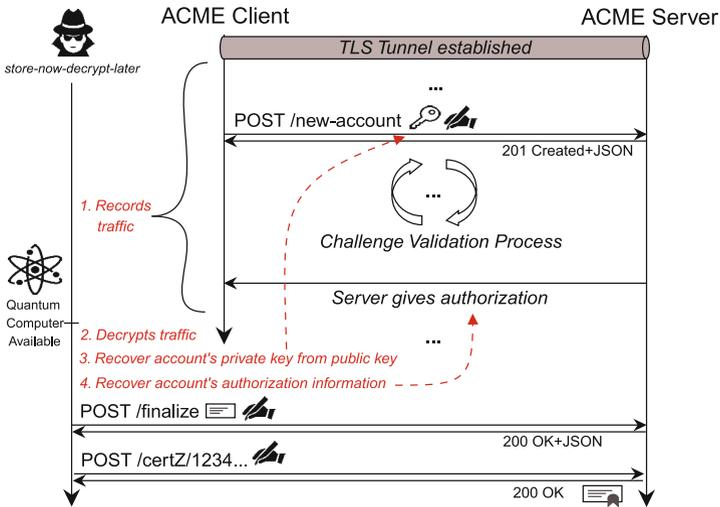 ACME Client
ACME Server
store-now-decrypt-later
TLS Tunnel established
...
POST /new-account
201 Created+JSON
1. Records
traffic
...
Challenge Validation Process
Server gives authorization
Quantum
Computer
Available
2. Decrypts traffic
...
3. Recover account's private key from public key
4. Recover account's authorization information
POST /finalize
200 OK+JSON
POST /certZ/1234...
200 OK